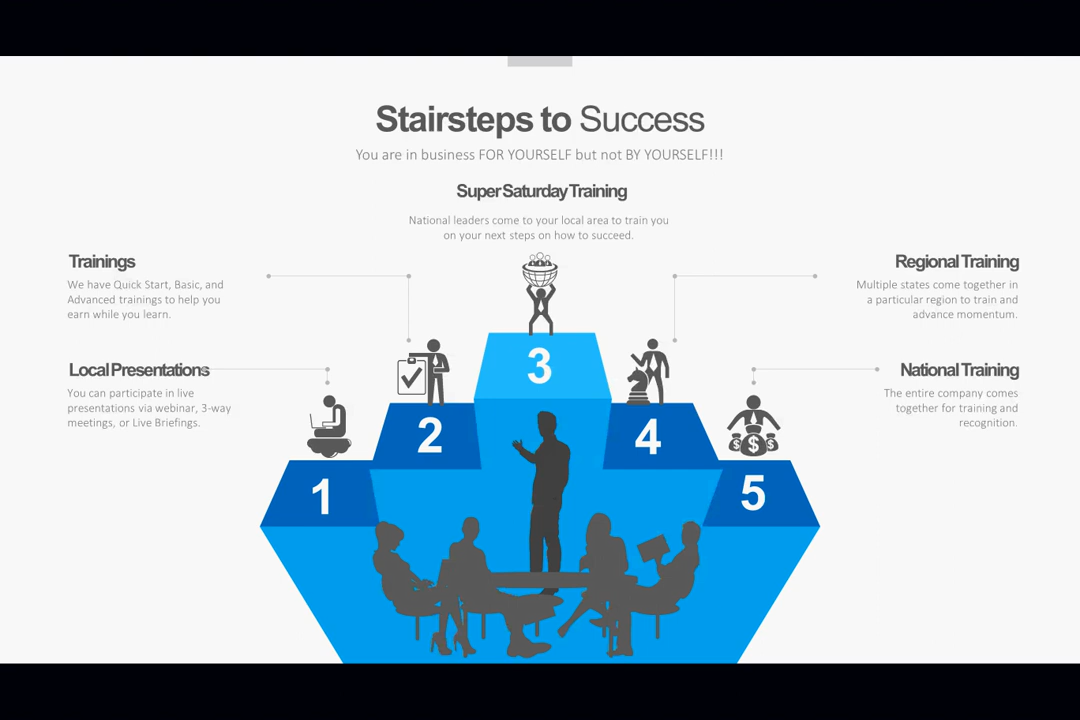 Stairsteps to Success
You are in business FOR YOURSELF but not BY YOURSELF!!!
Super Saturday Training
National leaders come to your local area to train you
on your next steps on how to succeed.
Trainings
We have Quick Start, Basic, and
Advanced trainings to help you
earn while you learn.
Regional Training
Multiple states come together in
a particular region to train and
advance momentum.
Local Presentations
You can participate in live
presentations via webinar, 3-way
meetings, or Live Briefings.
National Training
The entire company comes
together for training and
recognition.
1
2
3
4
5
$ $ $